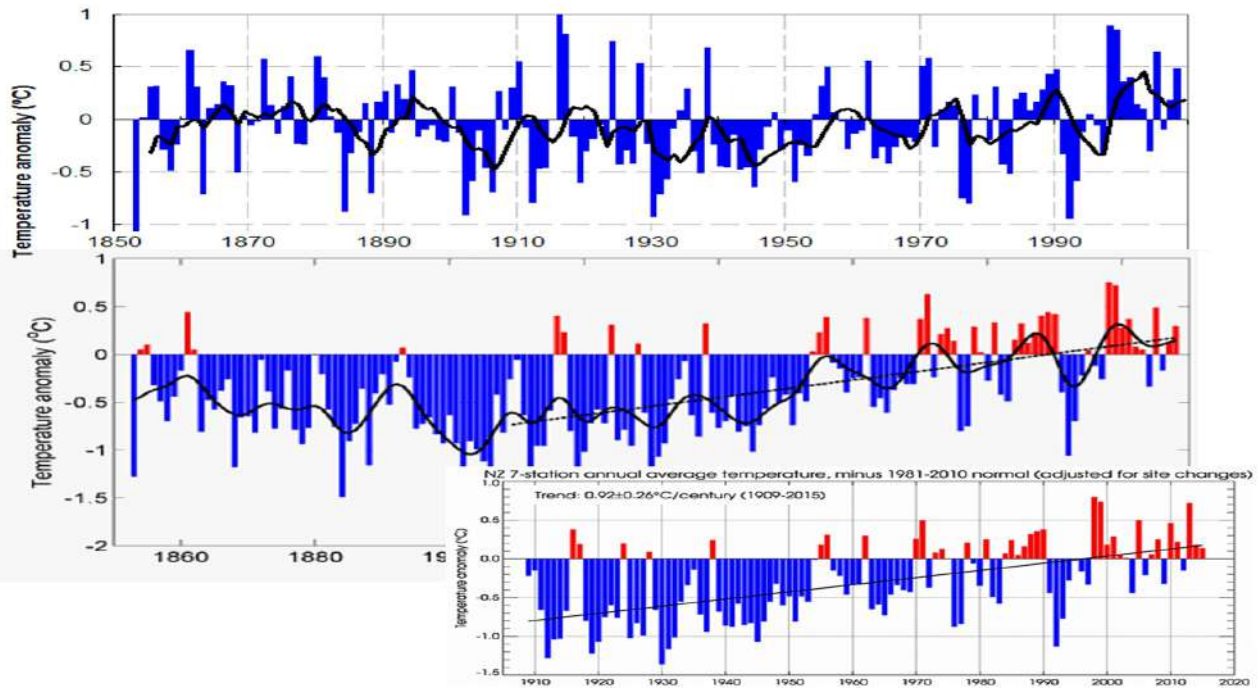 Temperature anomaly (ºC)
1
0.5
0
-0.5
-1
1850 1870 1890 1910 1930 1950 1970 1990
Temperature anomaly (ºC)
1
0.5
0
-0.5
-1
-1.5
-2
1860 1880 19
NZ 7-station annual average temperature, minus 1981-2010 normal (adjusted for site changes)
Trend: 0.92±0.26°C/century (1909-2015)
Temperature anomaly (°C)
1.0
0.5
0.0
-0.5
-1.0
-1.5
1910 1920 1930 1940 1950 1960 1970 1980 1990 2000 2010 2020